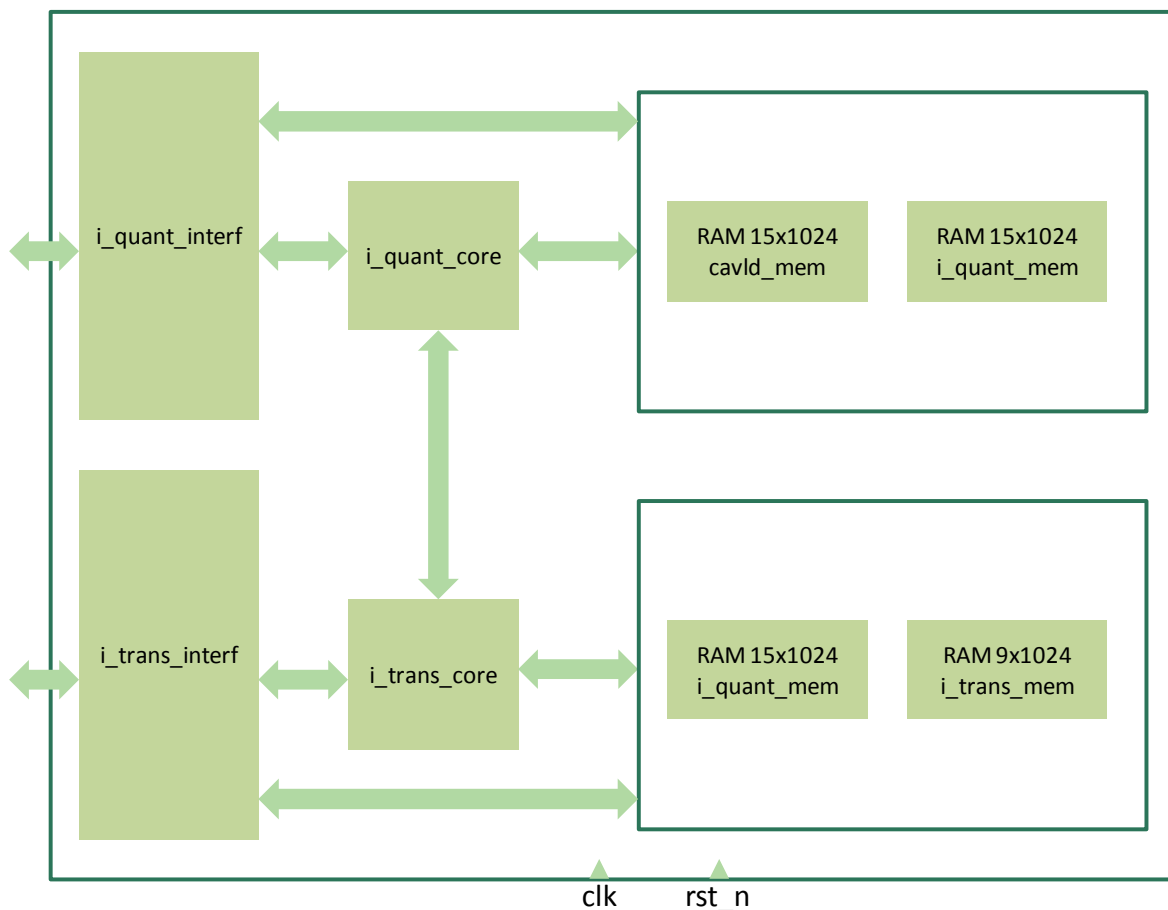 i_quant_interf
i_quant_core
RAM 15x1024
cavld_mem
RAM 15x1024
i_quant_mem
i_trans_interf
i_trans_core
RAM 15x1024
i_quant_mem
RAM 9x1024
i_trans_mem
clk
rst_n